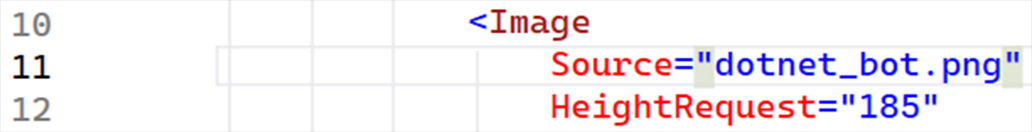 10 <Image
11 Source="dotnet_bot.png"
12 HeightRequest="185"